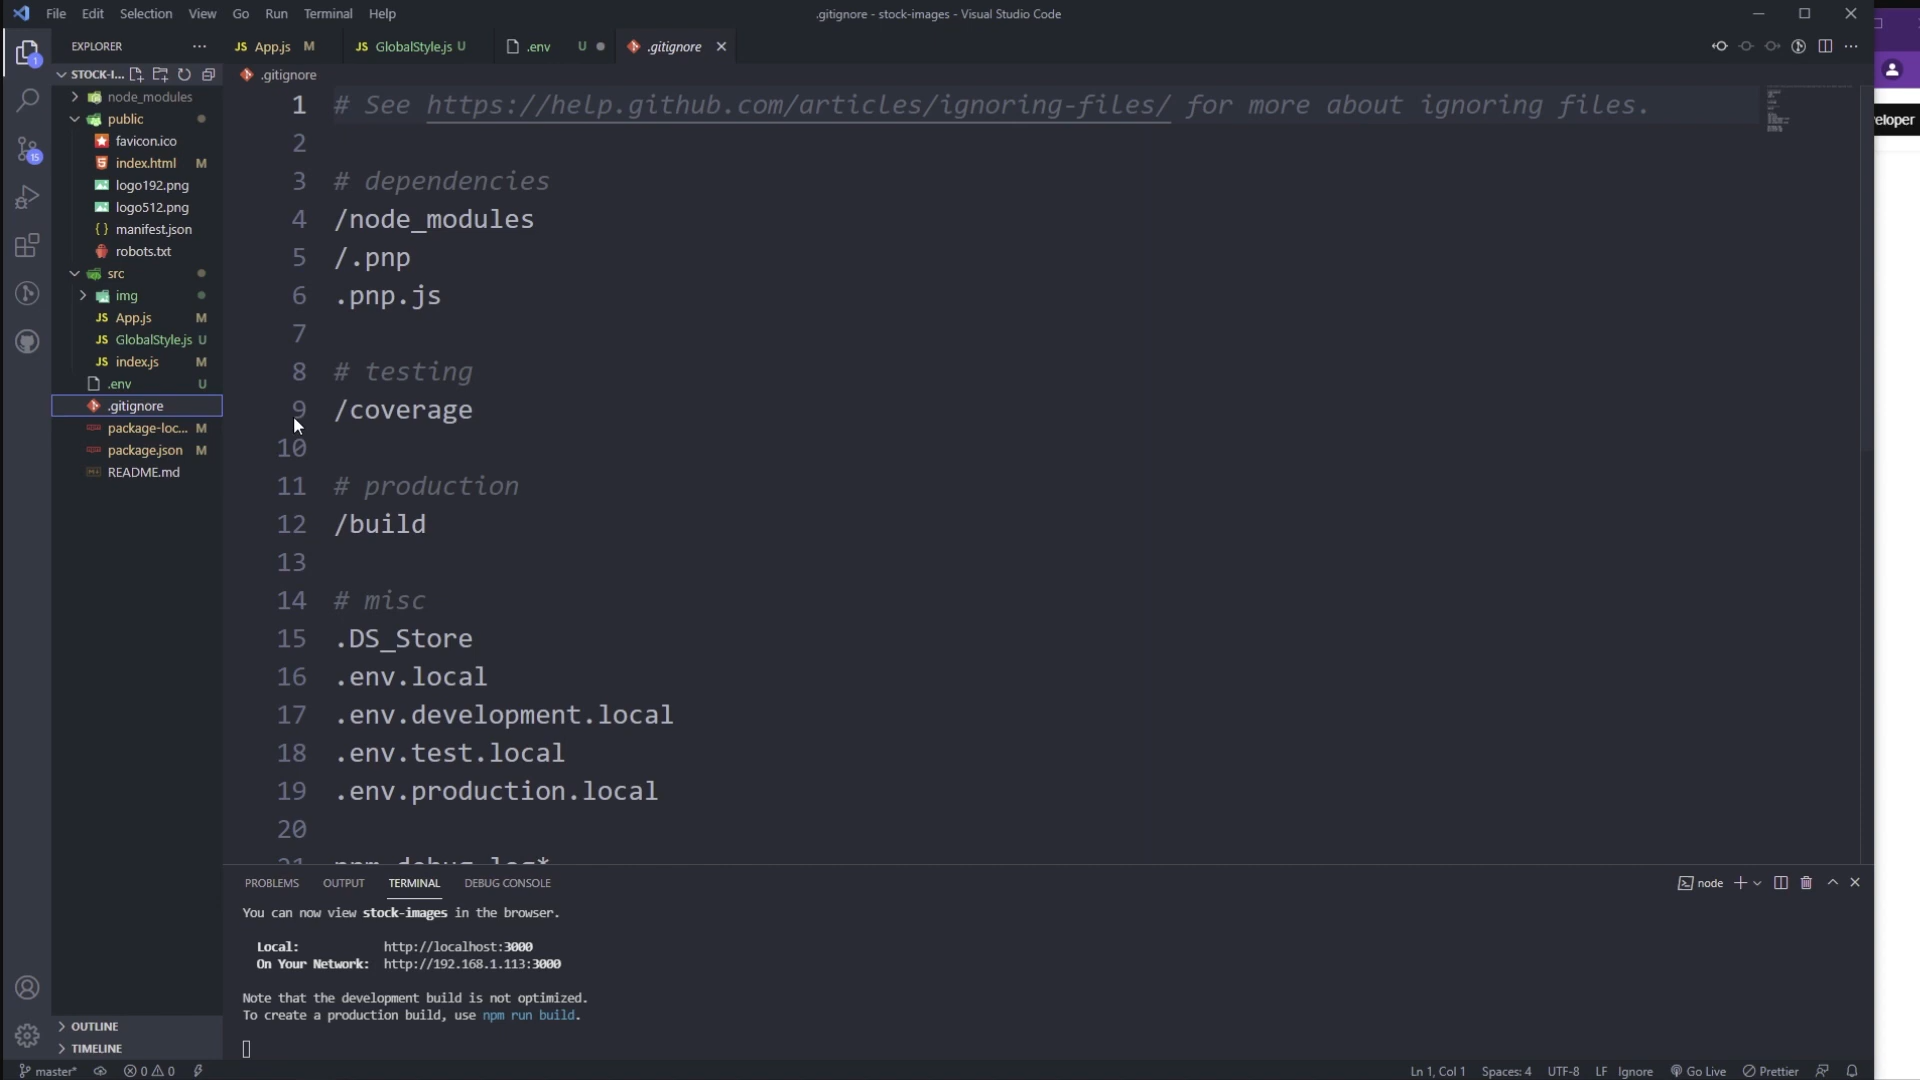 File Edit Selection View Go Run Terminal Help
.gitignore - stock-images - Visual Studio Code
EXPLORER
App.js M
GlobalStyle.js U
.env U
.gitignore
STOCK-I...
node_modules
public
favicon.ico
index.html M
logo192.png
logo512.png
manifest.json
robots.txt
src
img
App.js M
GlobalStyle.js U
index.js M
.env U
.gitignore
package-loc... M
package.json M
README.md
OUTLINE
TIMELINE
1
15
.gitignore
1 # See https://help.github.com/articles/ignoring-files/ for more about ignoring files.
2
3 # dependencies
4 /node_modules
5 /.pnp
6 .pnp.js
7
8 # testing
9 /coverage
10
11 # production
12 /build
13
14 # misc
15 .DS_Store
16 .env.local
17 .env.development.local
18 .env.test.local
19 .env.production.local
20
eloper
PROBLEMS OUTPUT TERMINAL DEBUG CONSOLE
node
You can now view stock-images in the browser.
Local: http://localhost:3000
On Your Network: http://192.168.1.113:3000
Note that the development build is not optimized.
To create a production build, use npm run build.
master* 0 0
Ln 1, Col 1 Spaces: 4 UTF-8 LF Ignore Go Live Prettier